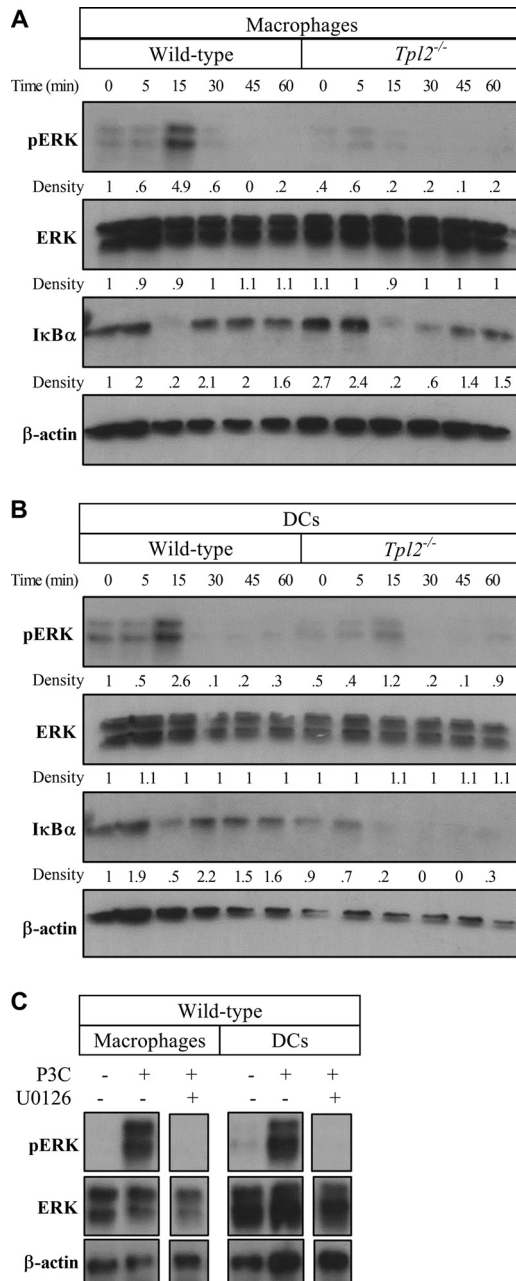 A
Macrophages
Wild-type Tpl2-/-
Time (min) 0 5 15 30 45 60 0 5 15 30 45 60
pERK
Density 1 .6 4.9 .6 0 .2 .4 .6 .2 .2 .1 .2
ERK
Density 1 .9 .9 1 1.1 1.1 1.1 1 .9 1 1 1
IκBα
Density 1 2 .2 2.1 2 1.6 2.7 2.4 .2 .6 1.4 1.5
β-actin
B
DCs
Wild-type Tpl2-/-
Time (min) 0 5 15 30 45 60 0 5 15 30 45 60
pERK
Density 1 .5 2.6 .1 .2 .3 .5 .4 1.2 .2 .1 .9
ERK
Density 1 1.1 1 1 1 1 1 1 1.1 1 1.1 1.1
IκBα
Density 1 1.9 .5 2.2 1.5 1.6 .9 .7 .2 0 0 .3
β-actin
C
Wild-type
Macrophages DCs
P3C - + + - + +
U0126 - - + - - +
pERK
ERK
β-actin